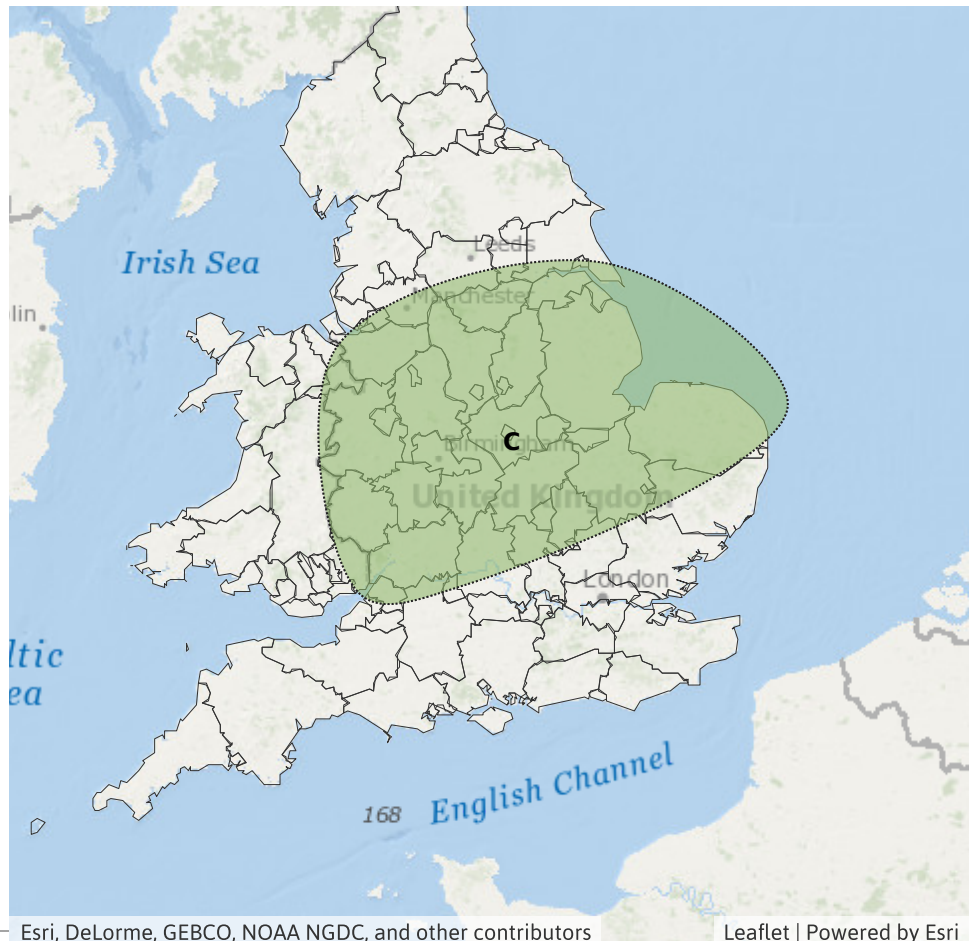 Leeds
Irish Sea
Manchester
lin
Birmingham
C
United Kingdom
London
ltic
ea
English Channel
168
Esri, DeLorme, GEBCO, NOAA NGDC, and other contributors
Leaflet | Powered by Esri